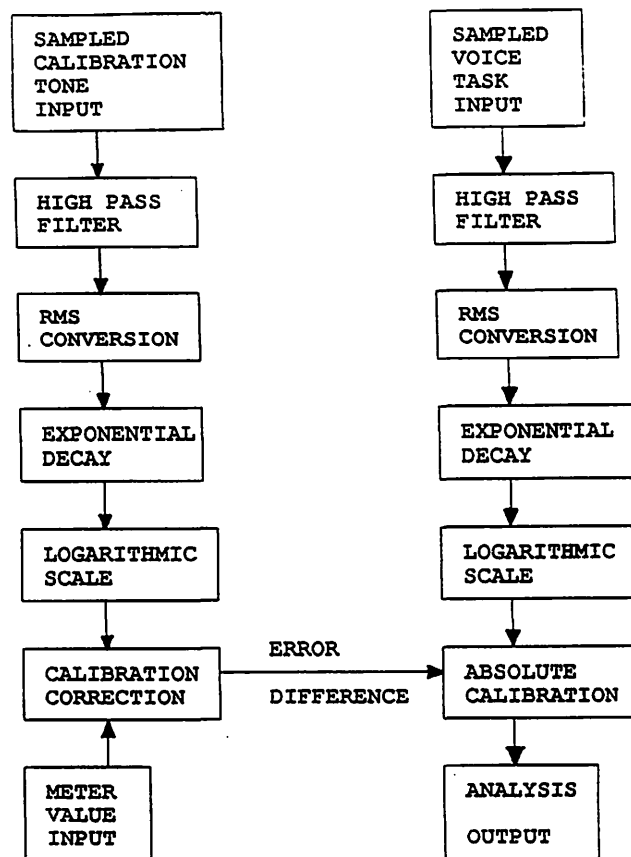 SAMPLED
CALIBRATION
TONE
INPUT
HIGH PASS
FILTER
RMS
CONVERSION
EXPONENTIAL
DECAY
LOGARITHMIC
SCALE
CALIBRATION
CORRECTION
METER
VALUE
INPUT
ERROR
DIFFERENCE
SAMPLED
VOICE
TASK
INPUT
HIGH PASS
FILTER
RMS
CONVERSION
EXPONENTIAL
DECAY
LOGARITHMIC
SCALE
ABSOLUTE
CALIBRATION
ANALYSIS
OUTPUT